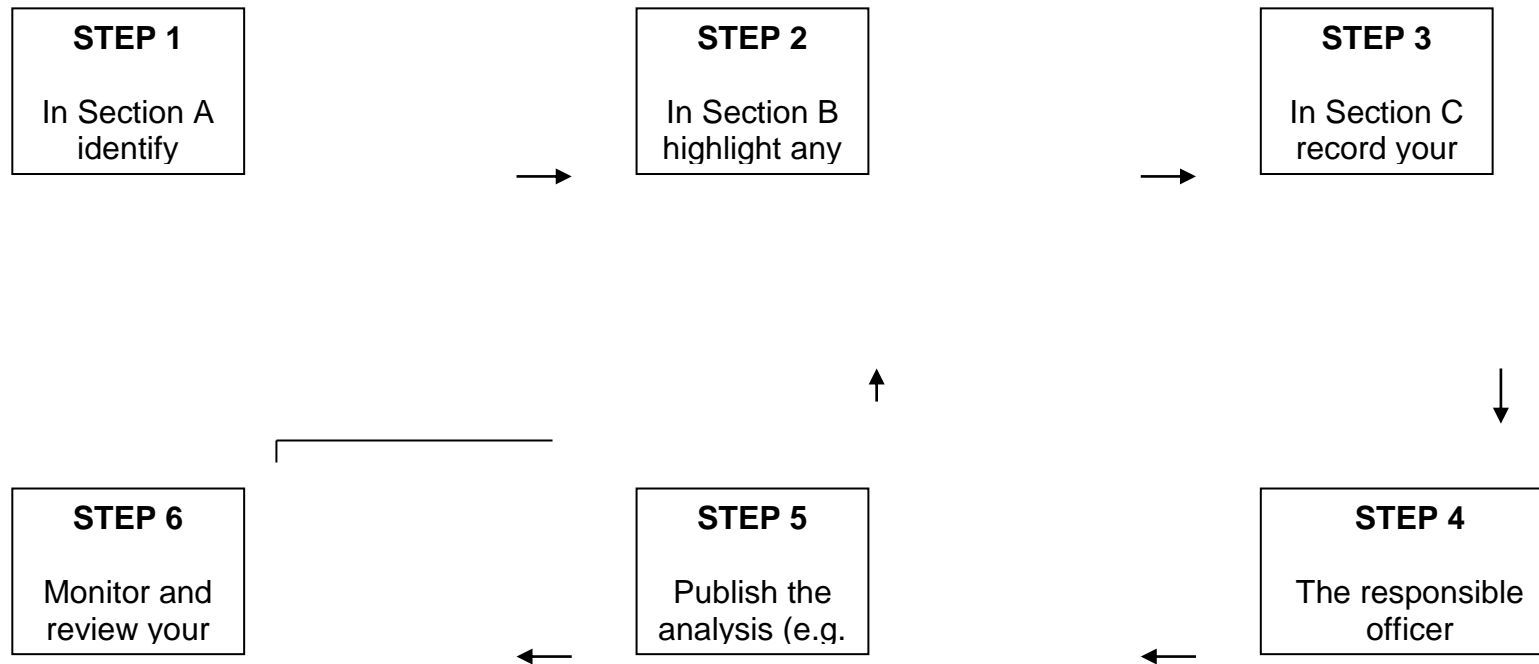 STEP 1
In Section A
identify
STEP 2
In Section B
highlight any
STEP 3
In Section C
record your
STEP 6
Monitor and
review your
STEP 5
Publish the
analysis (e.g.
STEP 4
The responsible
officer